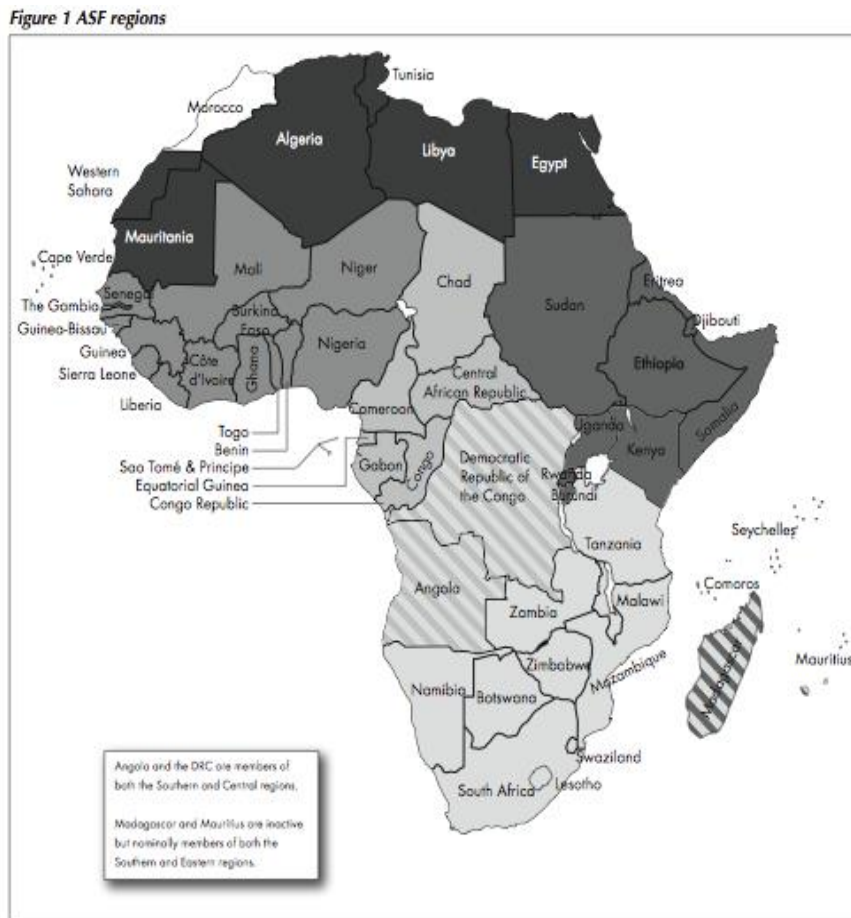 Figure 1 ASF regions
Tunisia
Morocco
Algeria
Libya
Egypt
Western
Sahara
Mauritania
Cape Verde
Mali
Niger
Chad
Sudan
Eritrea
Senegal
The Gambia
Burkina
Faso
Djibouti
Guinea-Bissau
Nigeria
Guinea
Côte
d'Ivoire
Ghana
Ethiopia
Sierra Leone
Central
African Republic
Somalia
Liberia
Cameroon
Togo
Uganda
Benin
Kenya
Democratic
Republic of
the Congo
Sao Tomé & Principe
Gabon
Congo
Rwanda
Equatorial Guinea
Burundi
Congo Republic
Seychelles
Tanzania
Angola
Comoros
Malawi
Zambia
Mauritius
Zimbabwe
Mozambique
Madagascar
Namibia
Botswana
Swaziland
South Africa
Lesotho
Angola and the DRC are members of
both the Southern and Central regions.
Madagascar and Mauritius are inactive
but nominally members of both the
Southern and Eastern regions.